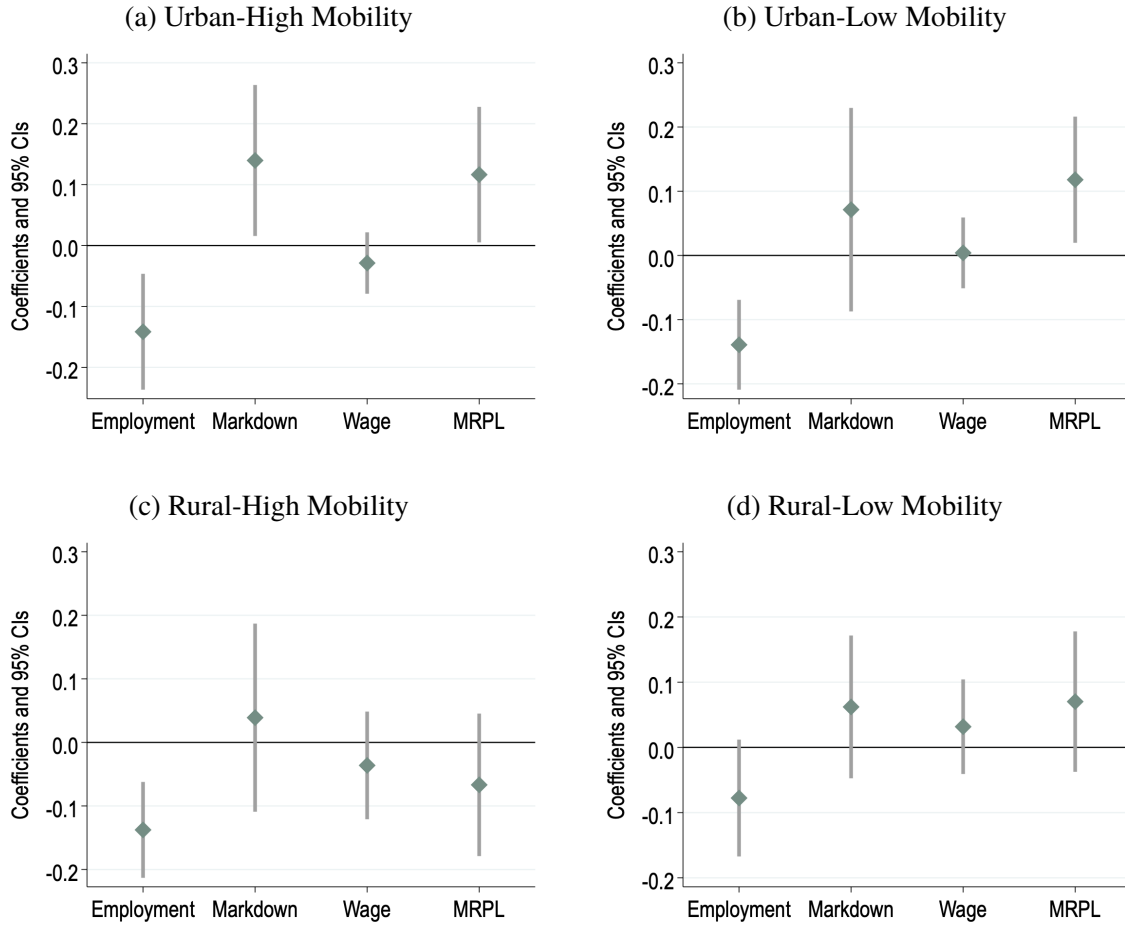 (a) Urban-High Mobility
Coefficients and 95% CIs
0.3
0.2
0.1
0.0
-0.1
-0.2
Employment Markdown Wage MRPL
(b) Urban-Low Mobility
Coefficients and 95% CIs
0.3
0.2
0.1
0.0
-0.1
-0.2
Employment Markdown Wage MRPL
(c) Rural-High Mobility
Coefficients and 95% CIs
0.3
0.2
0.1
0.0
-0.1
-0.2
Employment Markdown Wage MRPL
(d) Rural-Low Mobility
Coefficients and 95% CIs
0.3
0.2
0.1
0.0
-0.1
-0.2
Employment Markdown Wage MRPL